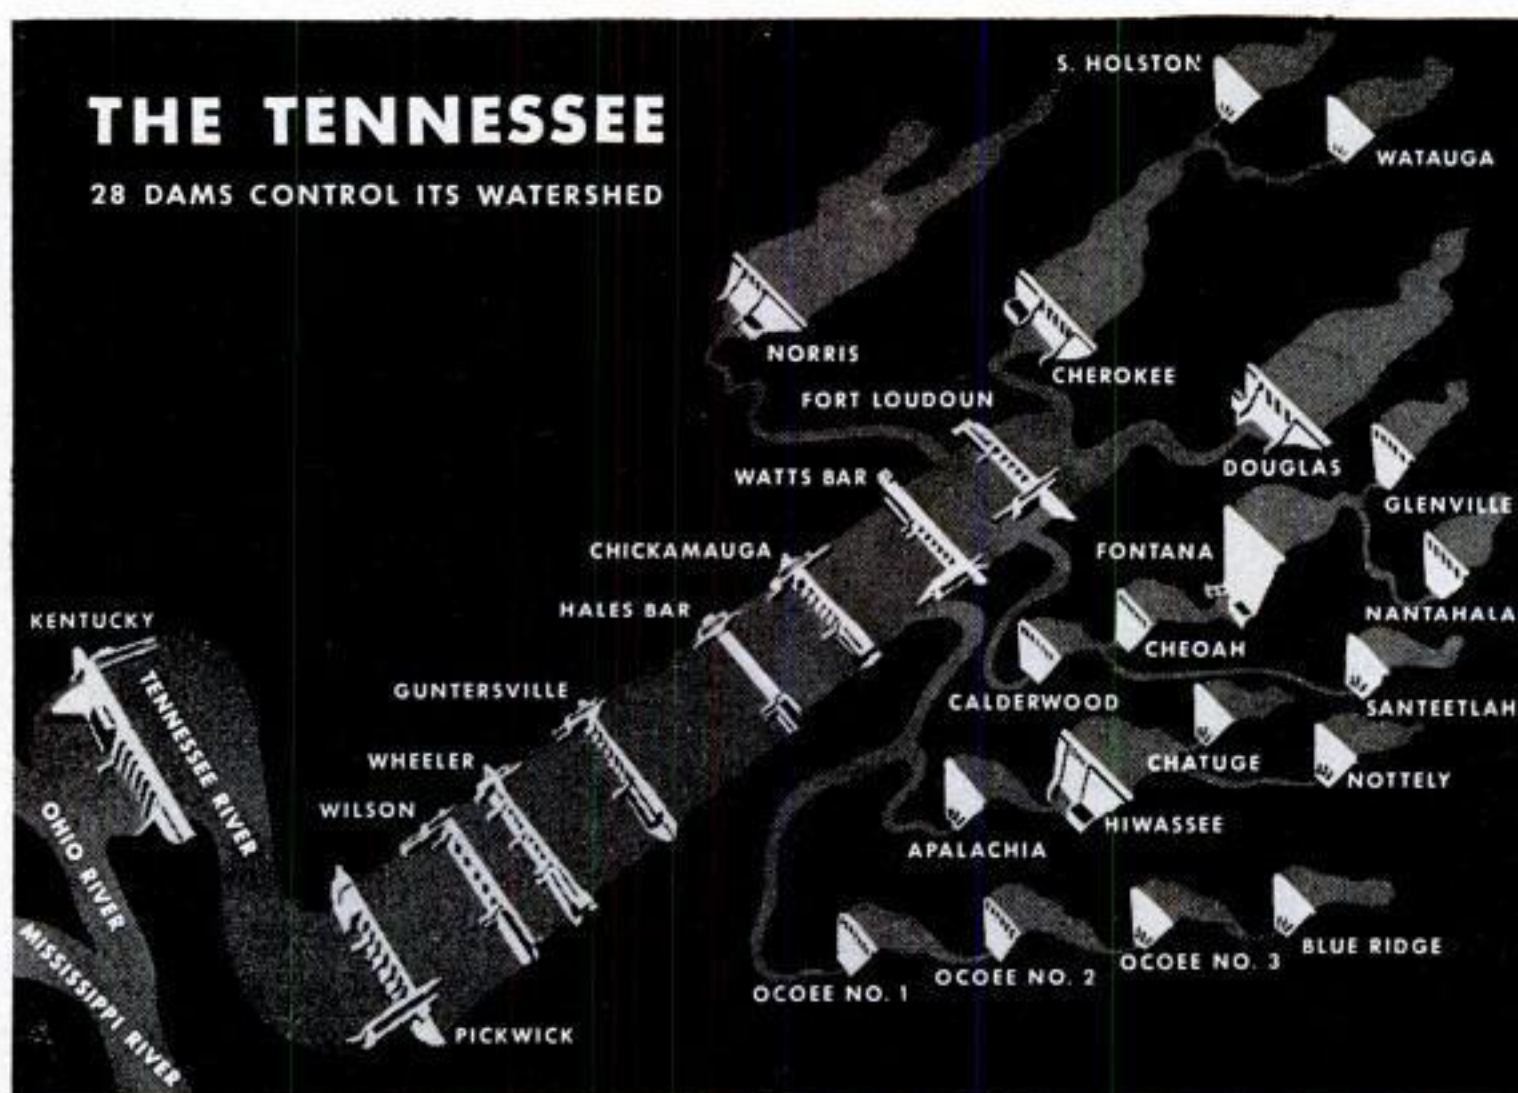 THE TENNESSEE
28 DAMS CONTROL ITS WATERSHED
S. HOLSTON
WATAUGA
NORRIS
CHEROKEE
FORT LOUDOUN
DOUGLAS
WATTS BAR
GLENVILLE
CHICKAMAUGA
FONTANA
HALES BAR
NANTAHALA
KENTUCKY
CHEOAH
TENNESSEE RIVER
GUNTERSVILLE
CALDERWOOD
SANTEETLAH
WHEELER
CHATUGE
NOTTELY
WILSON
HIWASSEE
APALACHIA
OHIO RIVER
BLUE RIDGE
OCOEE NO. 3
OCOEE NO. 2
OCOEE NO. 1
MISSISSIPPI RIVER
PICKWICK